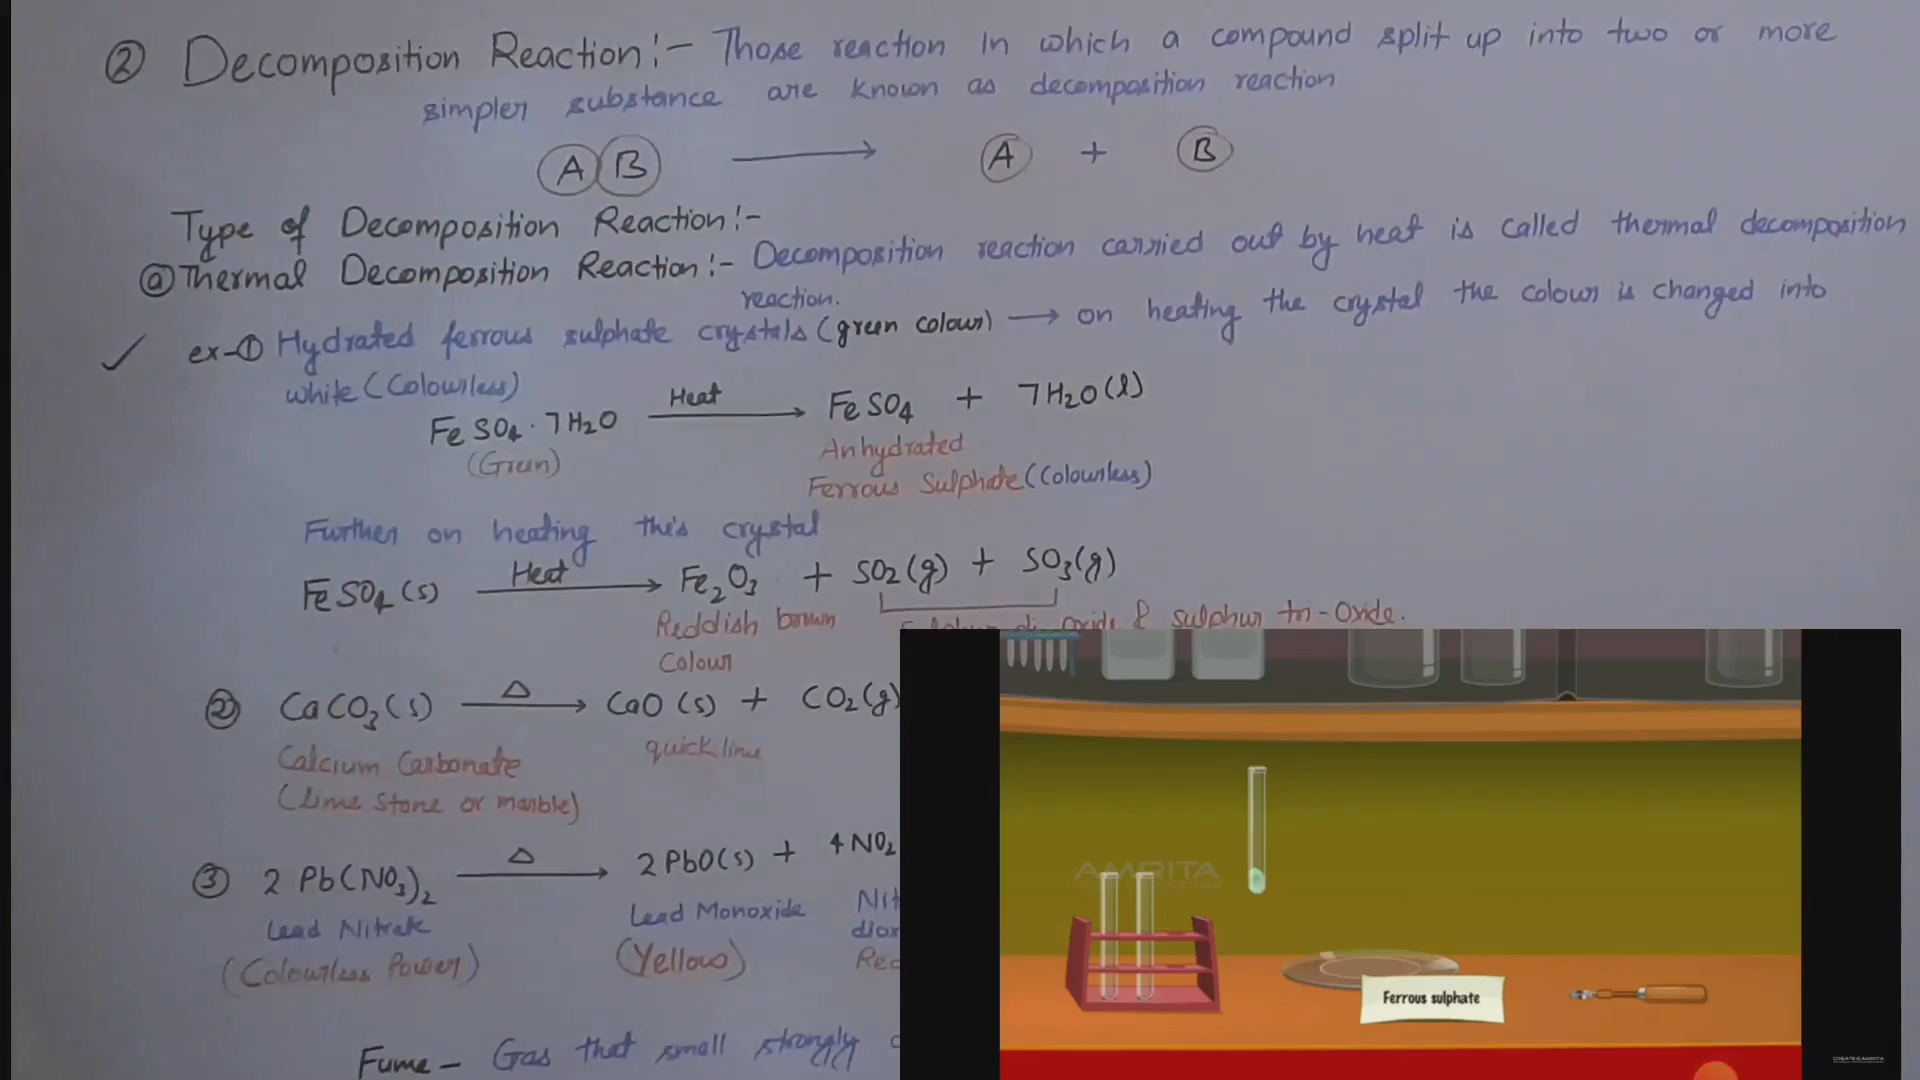 ② Decomposition Reaction:- Those reaction in which a compound split up into two or more
simpler substance are known as decomposition reaction
A B → A + B
Type of Decomposition Reaction:-
ⓐ Thermal Decomposition Reaction:- Decomposition reaction carried out by heat is called thermal decomposition
reaction.
✓ ex-① Hydrated ferrous sulphate crystals (green colour) → on heating the crystal the colour is changed into
white (Colourless)
FeSO4 . 7H2O Heat → FeSO4 + 7H2O(l)
(Green) Anhydrated
Ferrous Sulphate (Colourless)
Further on heating this crystal
FeSO4(s) Heat → Fe2O3 + SO2(g) + SO3(g)
Reddish brown & sulphur tri-Oxide.
Colour
② CaCO3(s) △ → CaO(s) + CO2(g)
Calcium Carbonate quick lime
(Lime Stone or marble)
③ 2 Pb(NO3)2 △ → 2 PbO(s) + 4NO2
Lead Nitrate Lead Monoxide
(Colourless Power) (Yellow)
Fume - Gas that small strongly
AMRITA
Ferrous sulphate